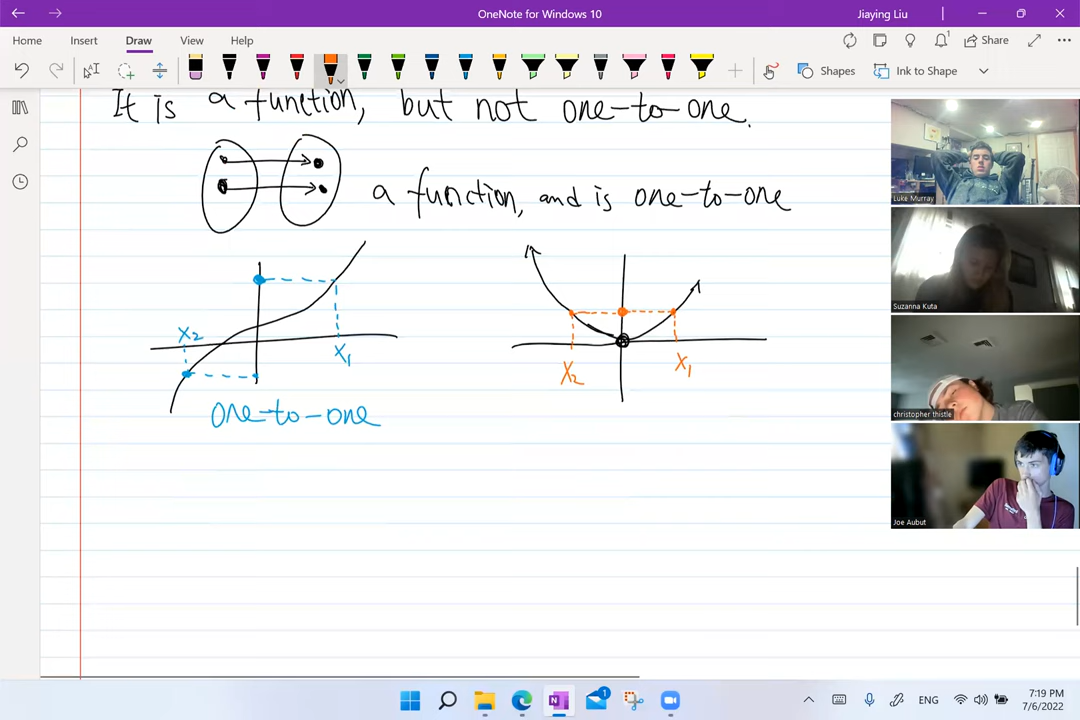 OneNote for Windows 10
Jiaying Liu
Home Insert Draw View Help
1 Share
Shapes Ink to Shape
It is a function, but not one-to-one.
a function, and is one-to-one
X2 X1
one-to-one
X2 X1
Luke Murray
Suzanna Kuta
christopher thistle
Joe Aubut
1
ENG
7:19 PM
7/6/2022